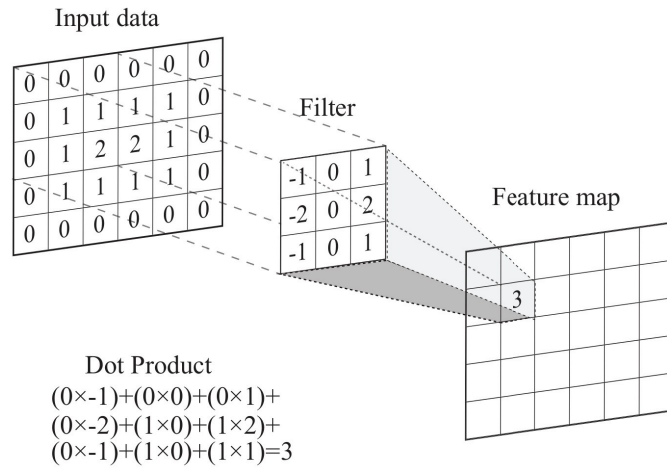 Input data
0 0 0 0 0 0
0 1 1 1 1 0
0 1 2 2 1 0
0 1 1 1 1 0
0 0 0 0 0 0
Filter
-1 0 1
-2 0 2
-1 0 1
Feature map
3
Dot Product
(0×-1)+(0×0)+(0×1)+
(0×-2)+(1×0)+(1×2)+
(0×-1)+(1×0)+(1×1)=3